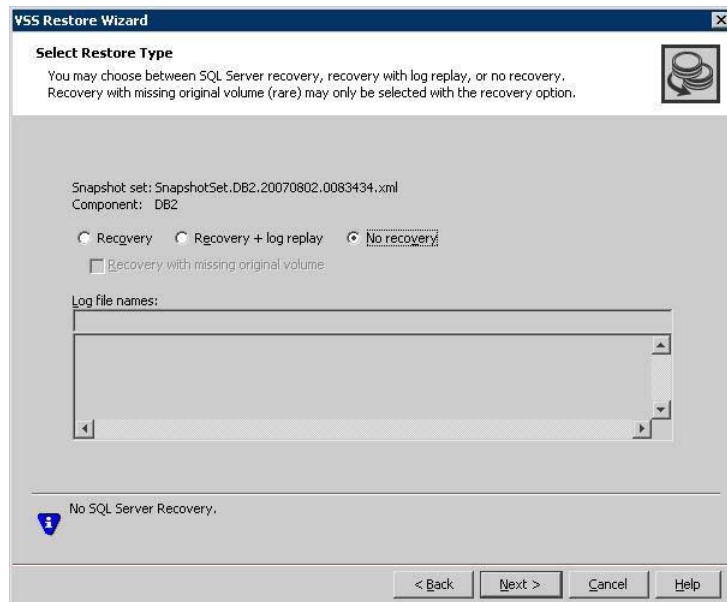 VSS Restore Wizard
Select Restore Type
You may choose between SQL Server recovery, recovery with log replay, or no recovery.
Recovery with missing original volume (rare) may only be selected with the recovery option.
Snapshot set: SnapshotSet.DB2.20070802.0083434.xml
Component: DB2
Recovery Recovery + log replay No recovery
Recovery with missing original volume
Log file names:
No SQL Server Recovery.
< Back Next > Cancel Help